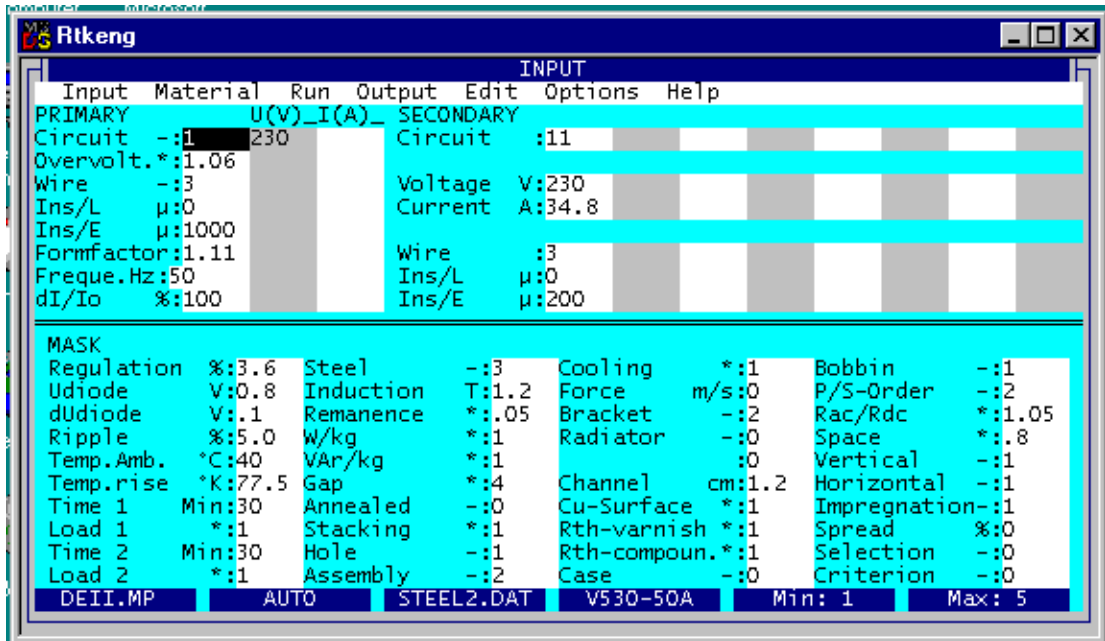 Microsoft
Rtkeng
INPUT
Input Material Run Output Edit Options Help
PRIMARY U(V)_I(A)_ SECONDARY
Circuit -:1 230 Circuit :11
Overvolt.*:1.06
Wire -:3 Voltage V:230
Ins/L µ:0 Current A:34.8
Ins/E µ:1000
Formfactor:1.11 Wire :3
Freque.Hz:50 Ins/L µ:0
dI/Io %:100 Ins/E µ:200
MASK
Regulation %:3.6 Steel -:3 Cooling *:1 Bobbin -:1
Udiode V:0.8 Induction T:1.2 Force m/s:0 P/S-Order -:2
dUdiode V:.1 Remanence *:.05 Bracket -:2 Rac/Rdc *:1.05
Ripple %:5.0 W/kg *:1 Radiator -:0 Space *:.8
Temp.Amb. °C:40 VAr/kg *:1 :0 Vertical -:1
Temp.rise °K:77.5 Gap *:4 Channel cm:1.2 Horizontal -:1
Time 1 Min:30 Annealed -:0 Cu-Surface *:1 Impregnation-:1
Load 1 *:1 Stacking *:1 Rth-varnish *:1 Spread %:0
Time 2 Min:30 Hole -:1 Rth-compoun.*:1 Selection -:0
Load 2 *:1 Assembly -:2 Case -:0 Criterion -:0
DEII.MP AUTO STEEL2.DAT V530-50A Min: 1 Max: 5